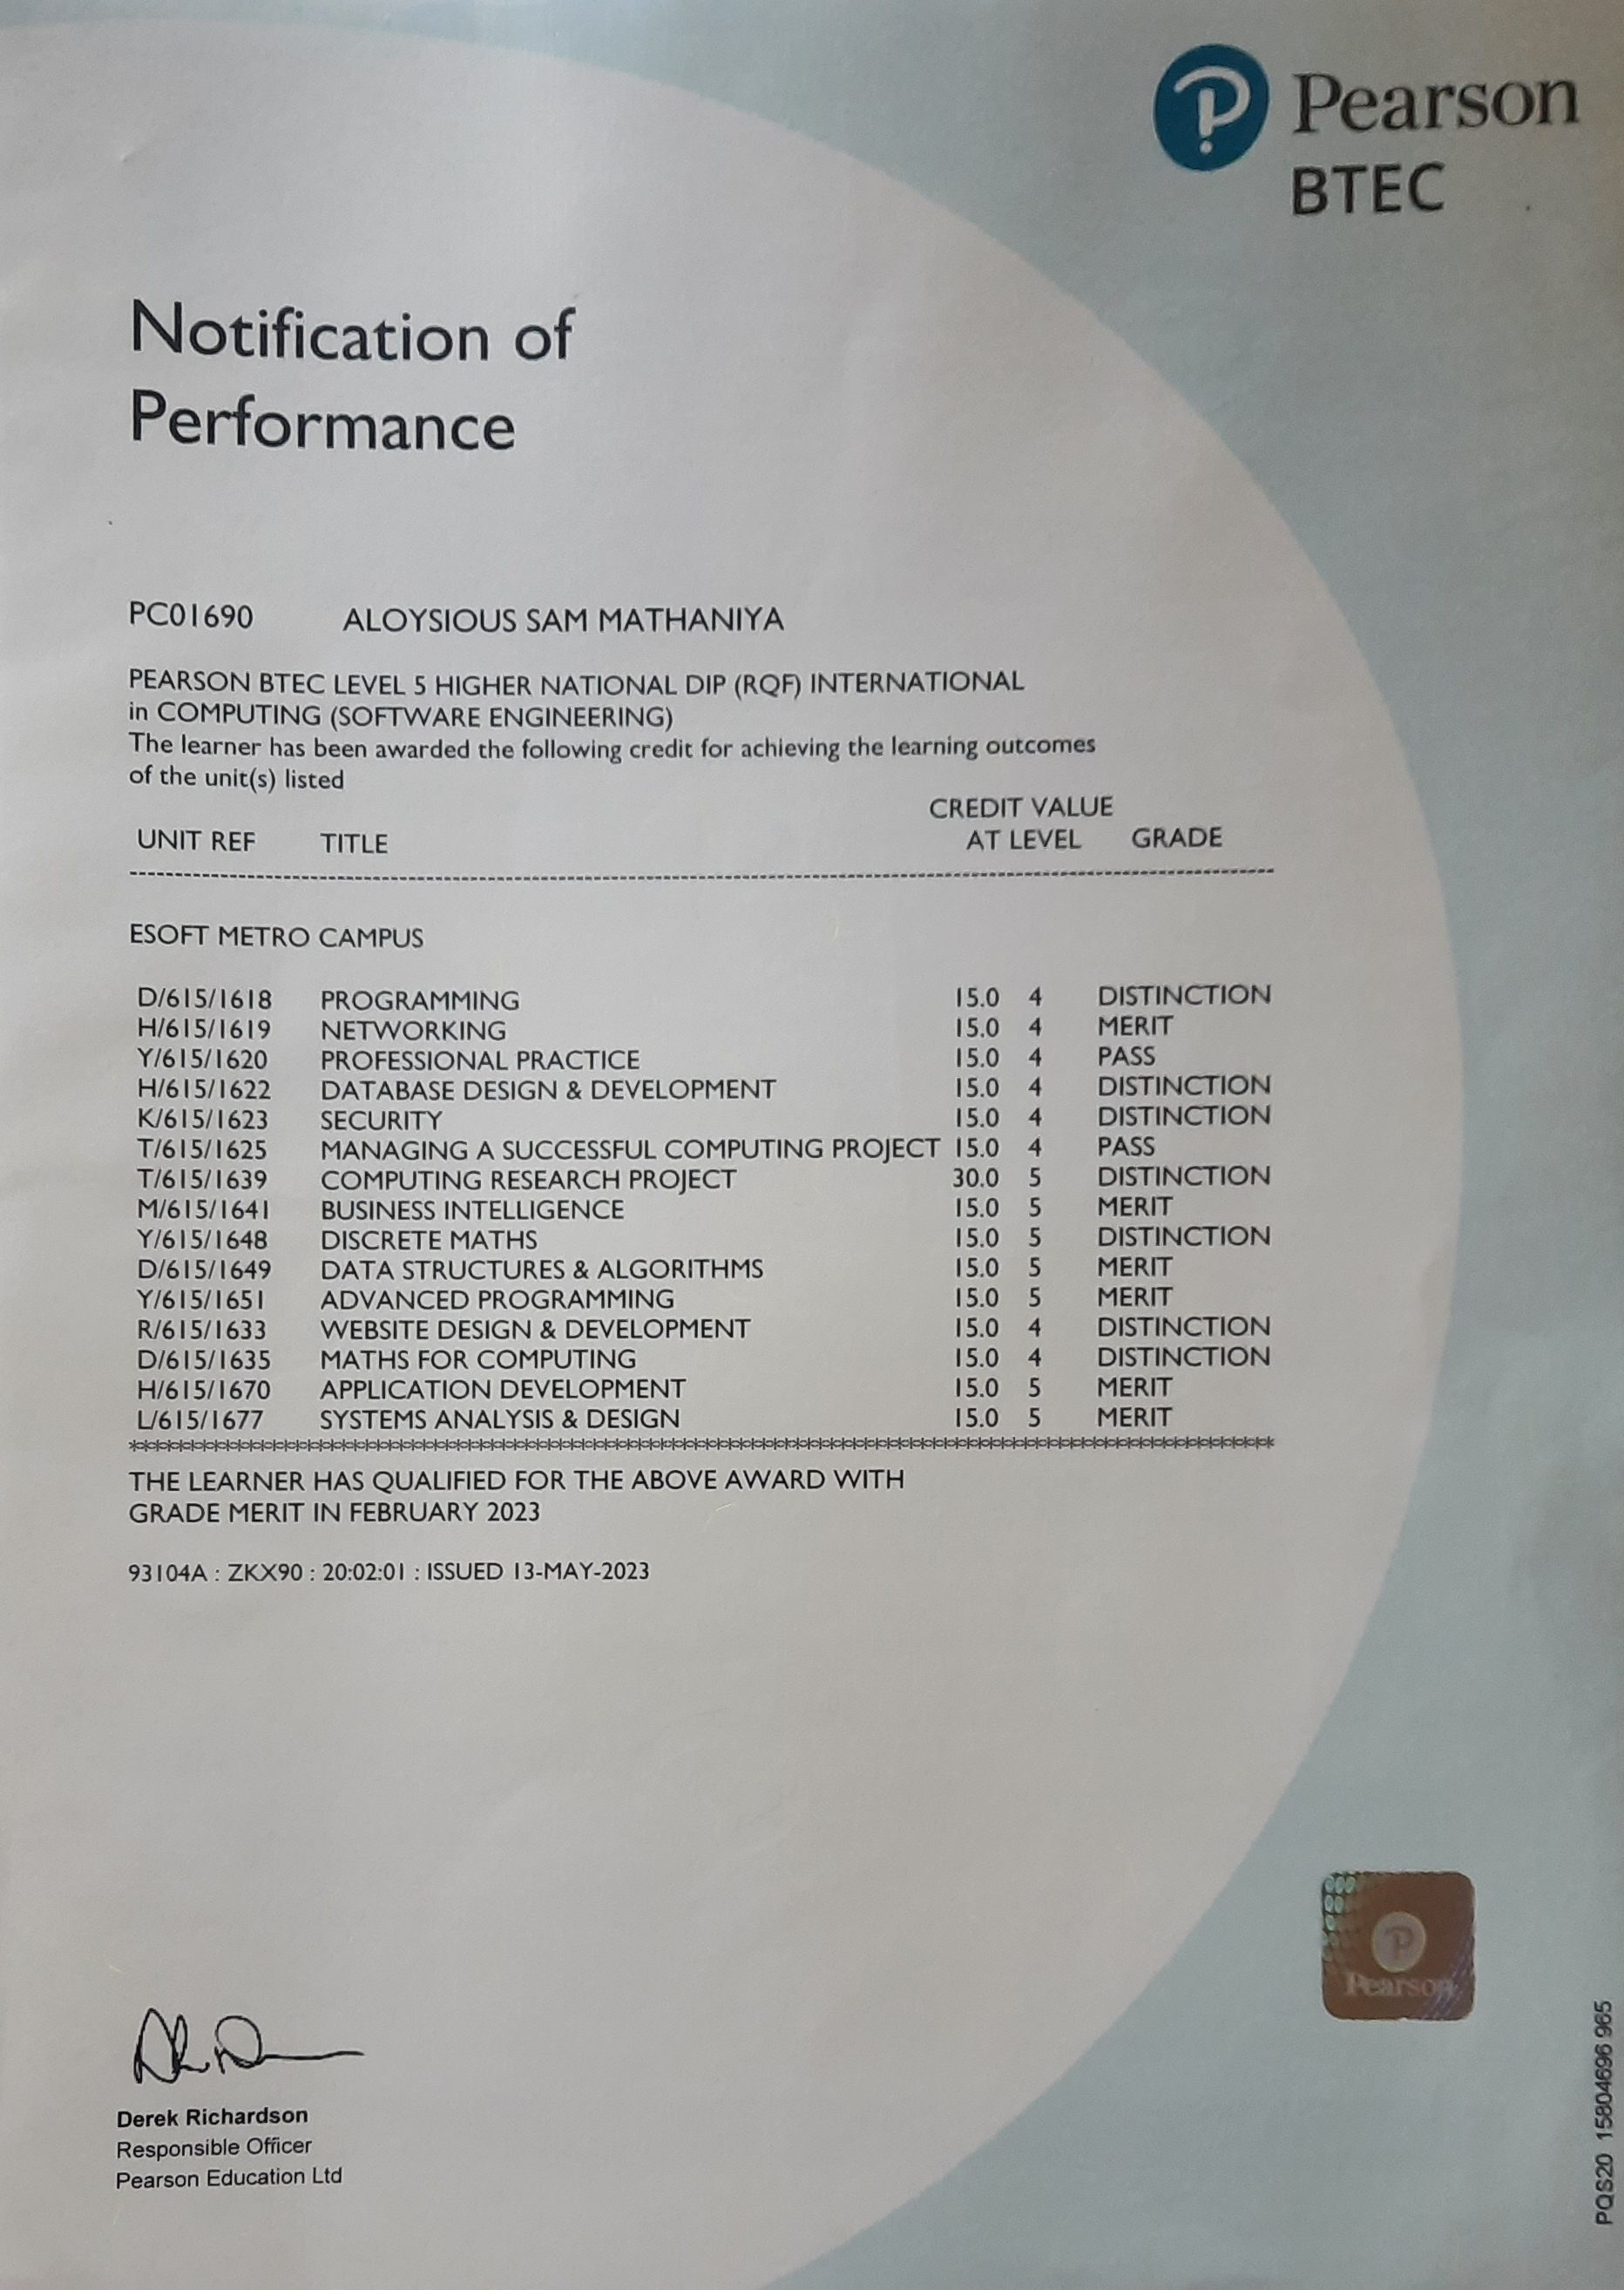 Pearson
BTEC
Notification of
Performance
PC01690 ALOYSIOUS SAM MATHANIYA
PEARSON BTEC LEVEL 5 HIGHER NATIONAL DIP (RQF) INTERNATIONAL
in COMPUTING (SOFTWARE ENGINEERING)
The learner has been awarded the following credit for achieving the learning outcomes
of the unit(s) listed
CREDIT VALUE
UNIT REF TITLE AT LEVEL GRADE
ESOFT METRO CAMPUS
D/615/1618 PROGRAMMING 15.0 4 DISTINCTION
H/615/1619 NETWORKING 15.0 4 MERIT
Y/615/1620 PROFESSIONAL PRACTICE 15.0 4 PASS
H/615/1622 DATABASE DESIGN & DEVELOPMENT 15.0 4 DISTINCTION
K/615/1623 SECURITY 15.0 4 DISTINCTION
T/615/1625 MANAGING A SUCCESSFUL COMPUTING PROJECT 15.0 4 PASS
T/615/1639 COMPUTING RESEARCH PROJECT 30.0 5 DISTINCTION
M/615/1641 BUSINESS INTELLIGENCE 15.0 5 MERIT
Y/615/1648 DISCRETE MATHS 15.0 5 DISTINCTION
D/615/1649 DATA STRUCTURES & ALGORITHMS 15.0 5 MERIT
Y/615/1651 ADVANCED PROGRAMMING 15.0 5 MERIT
R/615/1633 WEBSITE DESIGN & DEVELOPMENT 15.0 4 DISTINCTION
D/615/1635 MATHS FOR COMPUTING 15.0 4 DISTINCTION
H/615/1670 APPLICATION DEVELOPMENT 15.0 5 MERIT
L/615/1677 SYSTEMS ANALYSIS & DESIGN 15.0 5 MERIT
THE LEARNER HAS QUALIFIED FOR THE ABOVE AWARD WITH
GRADE MERIT IN FEBRUARY 2023
93104A : ZKX90 : 20:02:01 : ISSUED 13-MAY-2023
Pearson
Derek Richardson
Responsible Officer
Pearson Education Ltd
PQS20 15804696 965